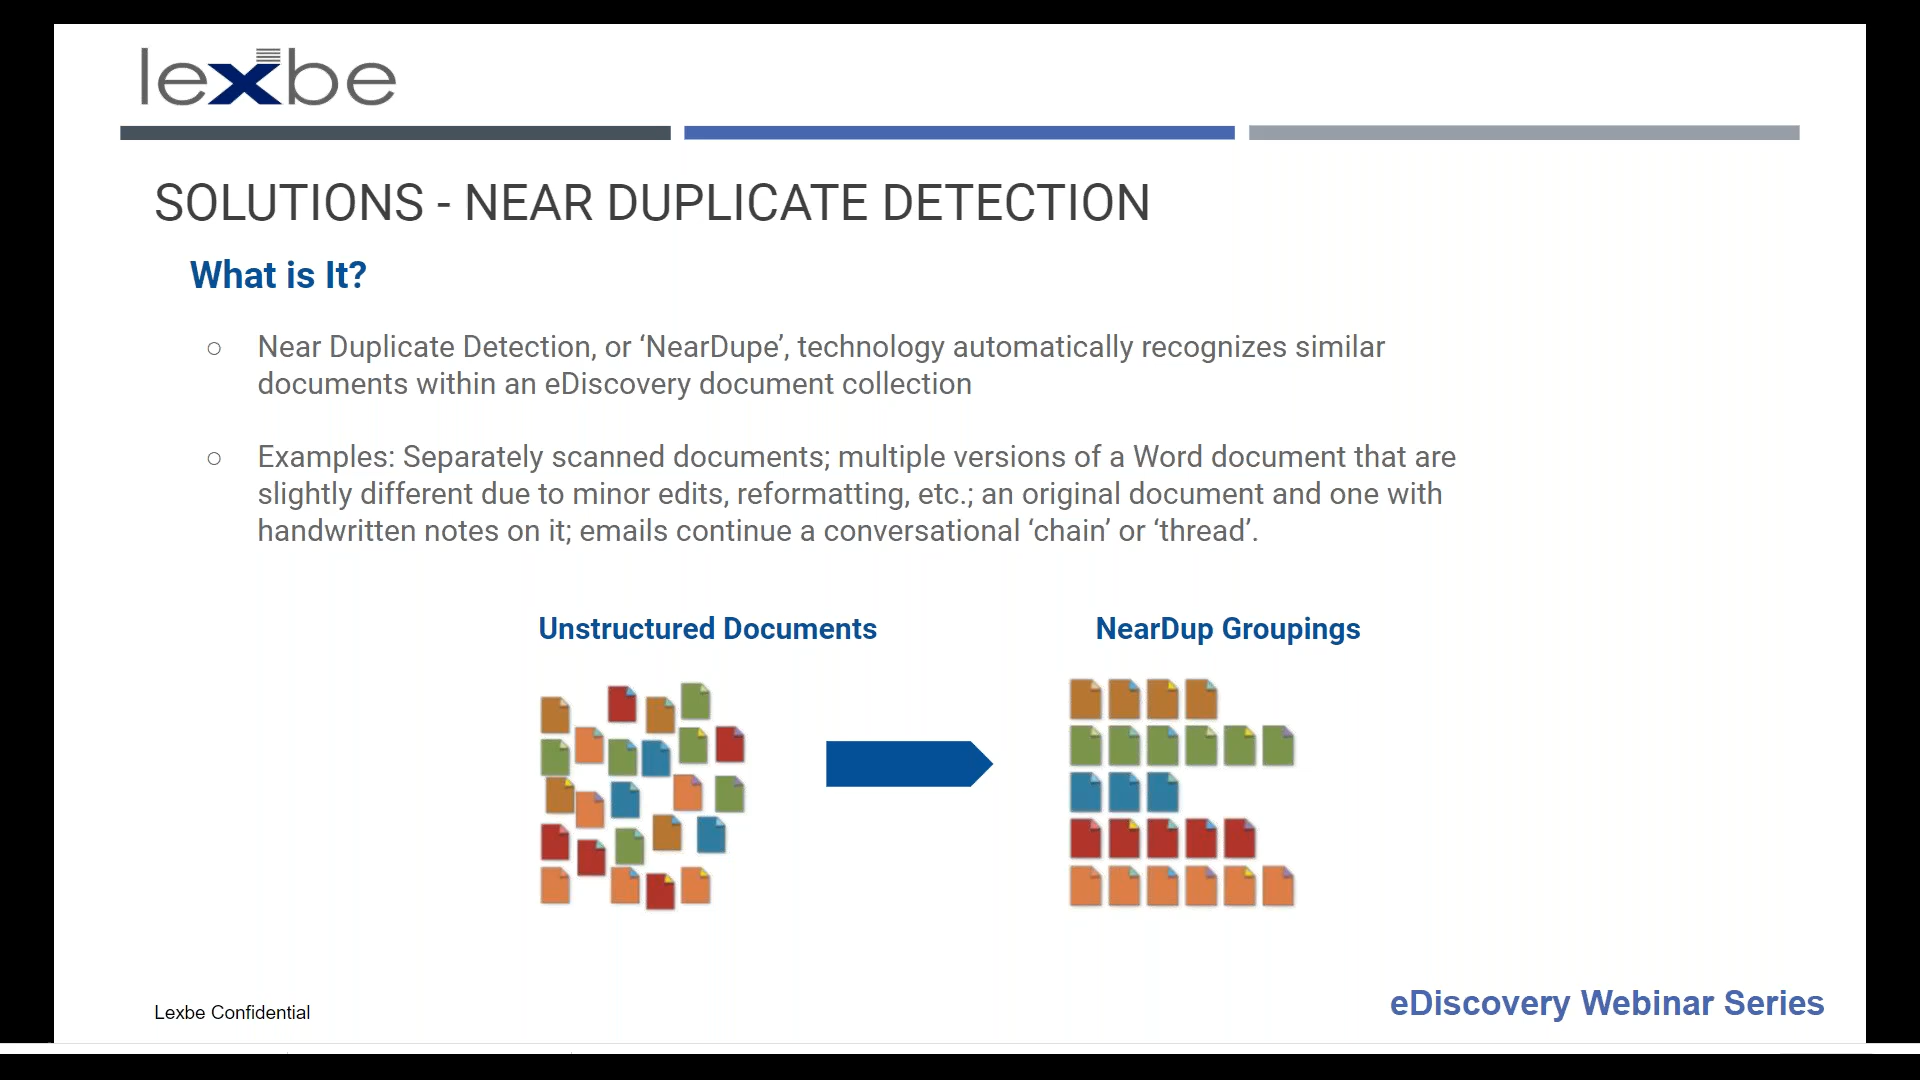 lexbe
SOLUTIONS - NEAR DUPLICATE DETECTION
What is It?
○ Near Duplicate Detection, or ‘NearDupe’, technology automatically recognizes similar
documents within an eDiscovery document collection
○ Examples: Separately scanned documents; multiple versions of a Word document that are
slightly different due to minor edits, reformatting, etc.; an original document and one with
handwritten notes on it; emails continue a conversational ‘chain’ or ‘thread’.
Unstructured Documents
NearDup Groupings
Lexbe Confidential
eDiscovery Webinar Series